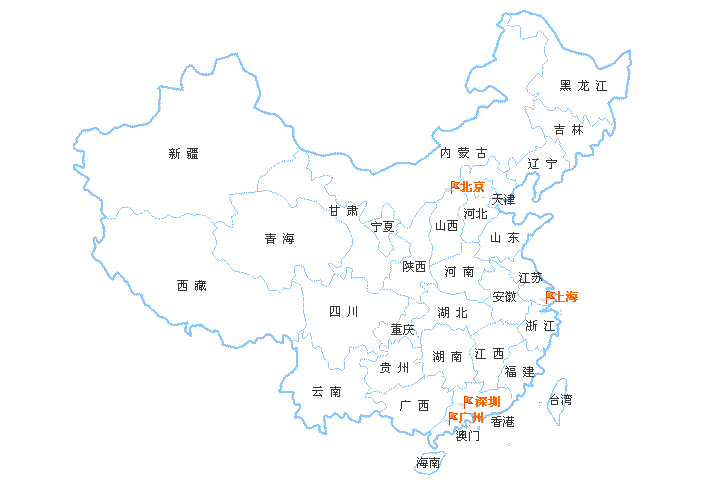 黑 龙 江
吉 林
内 蒙 古
新 疆
辽 宁
北京
天津
甘 肃
河北
宁夏
山西
青 海
山 东
陕西
河 南
江苏
西 藏
安徽
上海
四 川
湖 北
浙 江
重庆
湖 南
江 西
贵 州
福 建
云 南
台湾
深圳
广 西
广州
香港
澳门
海南